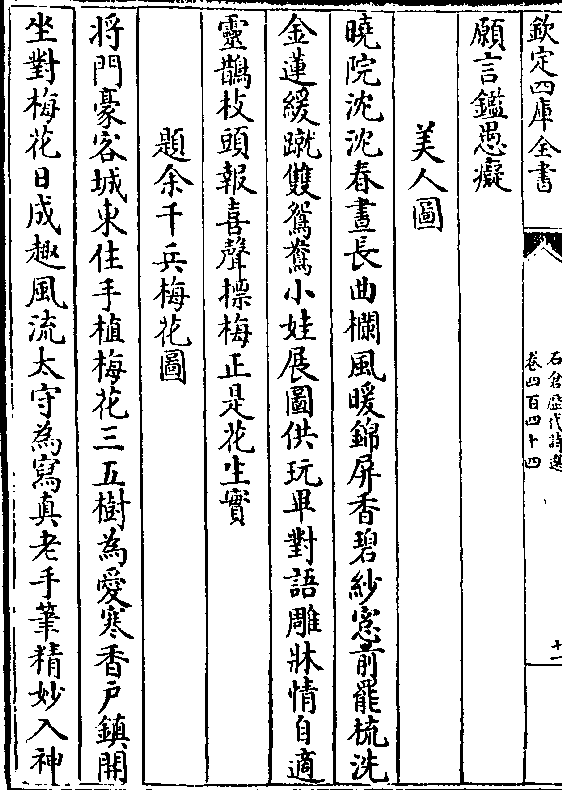 欽定四庫全書
石倉歷代詩選
卷四百四十四
十一
願言鑑愚癡
美人圖
曉院沈沈春晝長曲欄風暖錦屏香碧紗窓前罷梳洗
金蓮緩蹴雙鴛鴦小娃展圖供玩畢對語雕牀情自適
靈鵲枝頭報喜聲摽梅正是花生實
題余千兵梅花圖
將門豪客城東住手植梅花三五樹為愛寒香戶鎮開
坐對梅花日成趣風流太守為寫真老手筆精妙入神